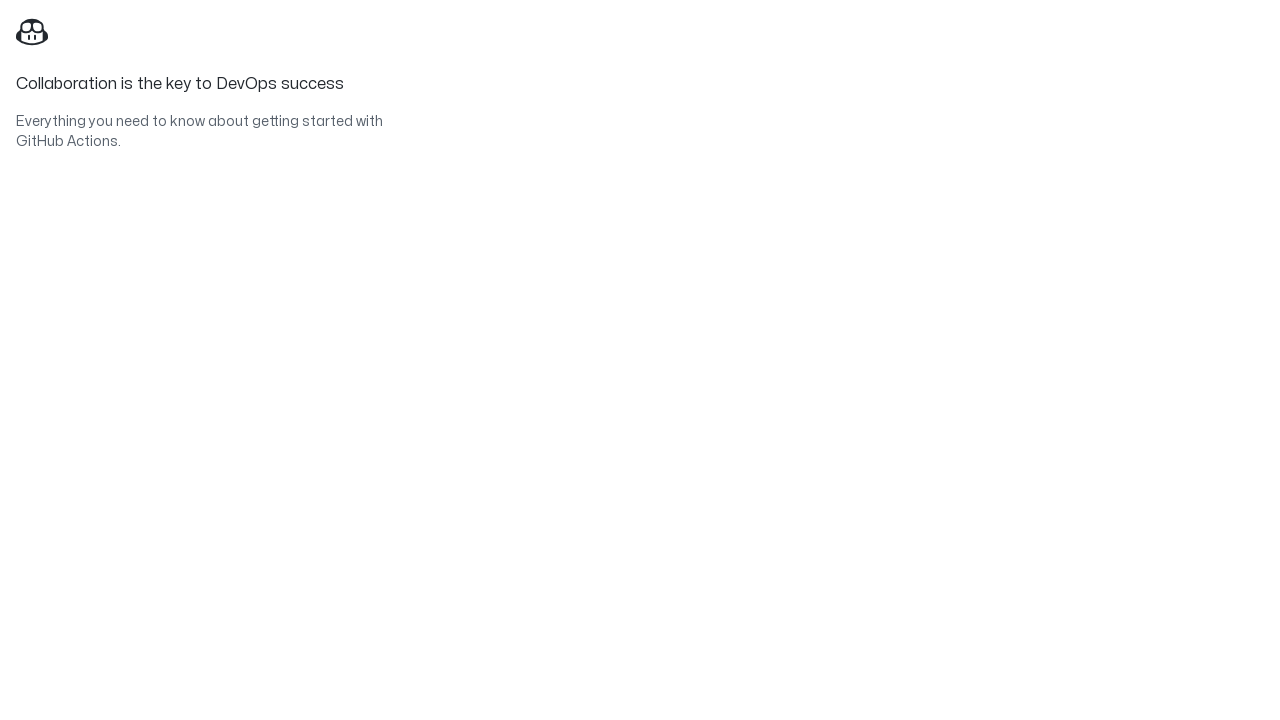 Collaboration is the key to DevOps success
Everything you need to know about getting started with
GitHub Actions.